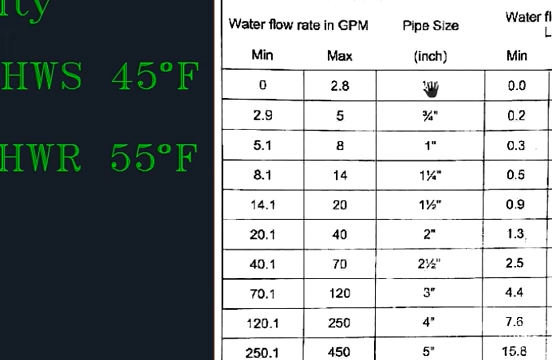 lty
HWS 45°F
HWR 55°F
Water flow rate in GPM Pipe Size Water f
Min Max (inch) L
Min
0 2.8 0.0
2.9 5 ¾" 0.2
5.1 8 1" 0.3
8.1 14 1¼" 0.5
14.1 20 1½" 0.9
20.1 40 2" 1.3
40.1 70 2½" 2.5
70.1 120 3" 4.4
120.1 250 4" 7.6
250.1 450 5" 15.8